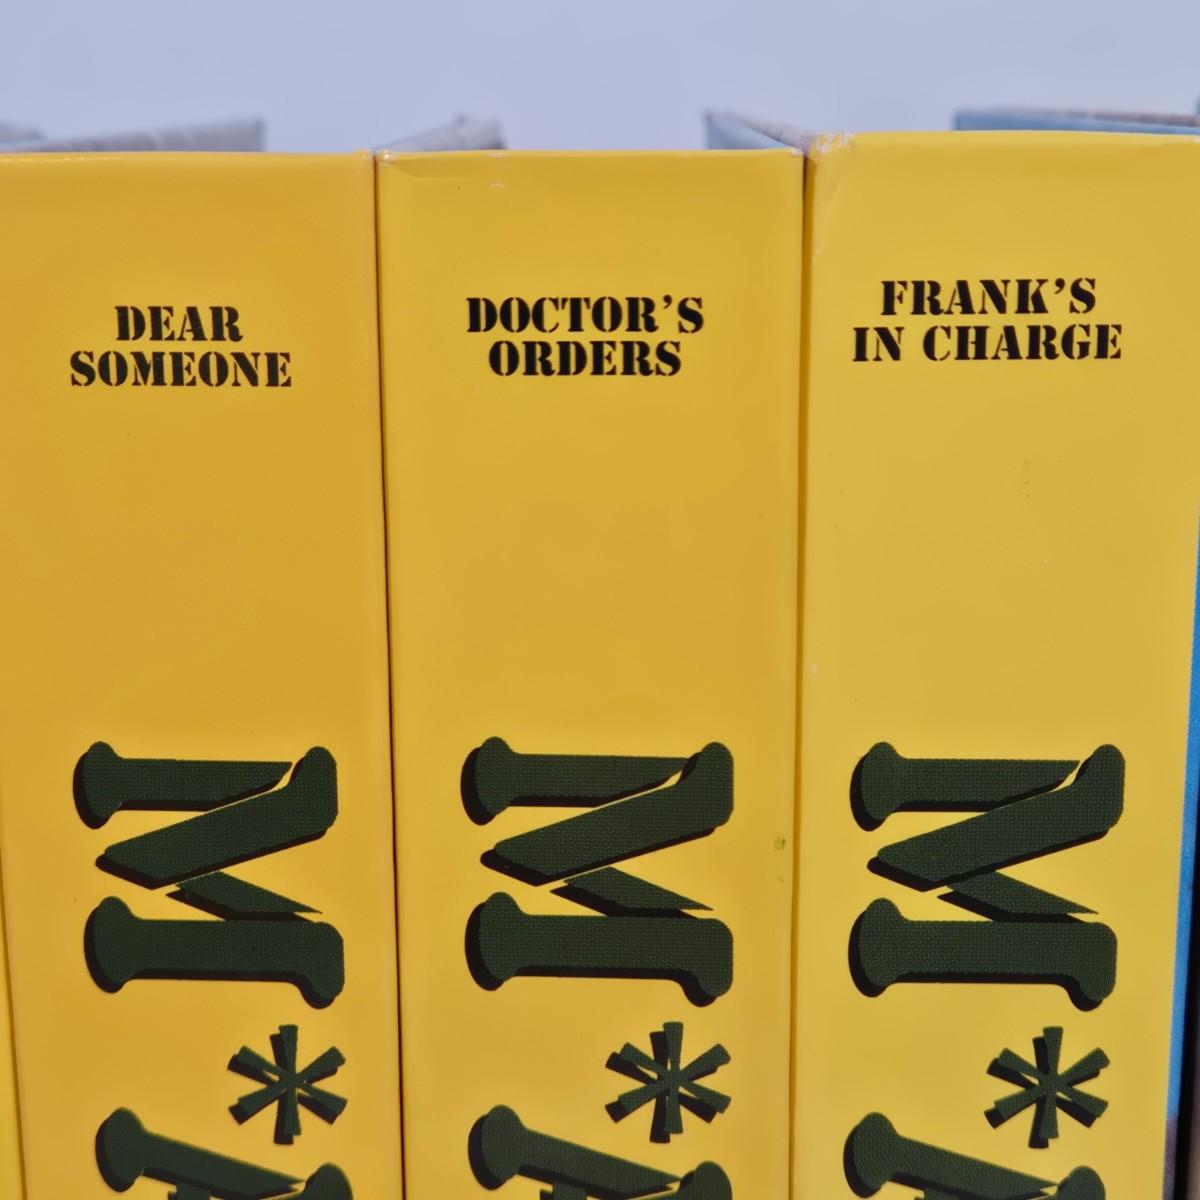 DEAR
SOMEONE
M*A
DOCTOR'S
ORDERS
M*A
FRANK'S
IN CHARGE
M*A